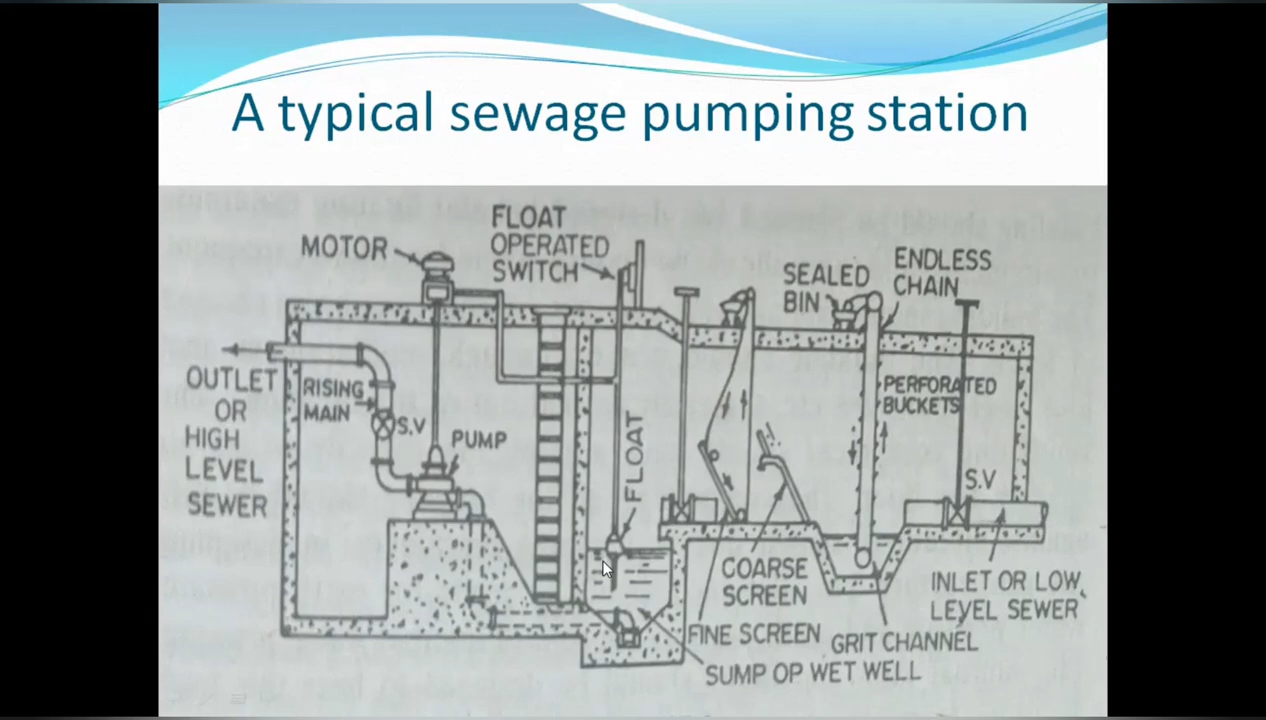 A typical sewage pumping station
MOTOR
FLOAT
OPERATED
SWITCH
SEALED
BIN
ENDLESS
CHAIN
OUTLET
OR
HIGH
LEVEL
SEWER
RISING
MAIN
S.V
PUMP
FLOAT
PERFORATED
BUCKETS
S.V
COARSE
SCREEN
FINE SCREEN
GRIT CHANNEL
INLET OR LOW
LEVEL SEWER
SUMP OP WET WELL